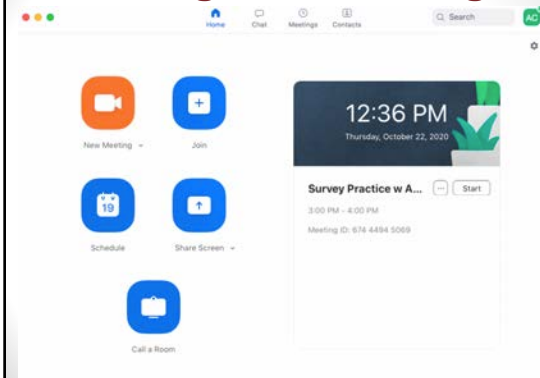 Home
Chat
Meetings
Contacts
Search
AC
New Meeting
Join
19
Schedule
Share Screen
Call a Room
12:36 PM
Thursday, October 22, 2020
Survey Practice w A...
Start
3:00 PM - 4:00 PM
Meeting ID: 674 4494 5069